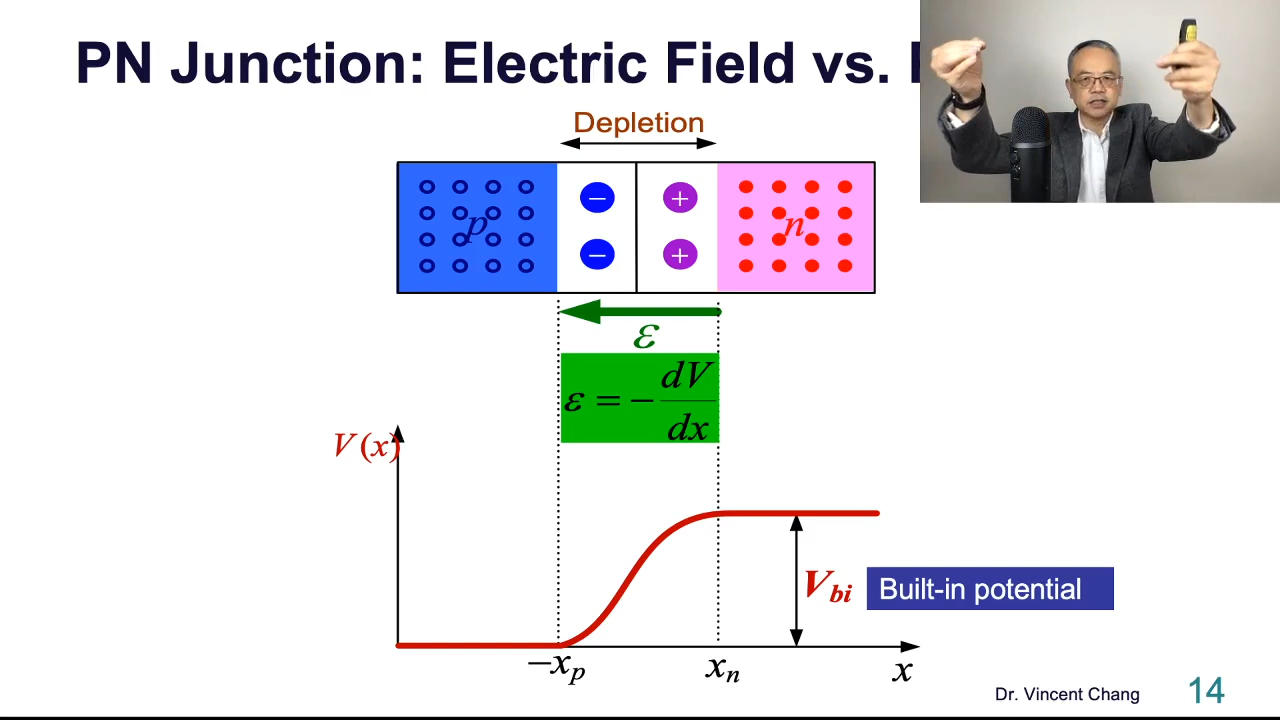 PN Junction: Electric Field vs.
Depletion
p
− +
− +
n
ε
ε = − dV/dx
V(x)
V_bi
Built-in potential
−x_p
x_n
x
Dr. Vincent Chang
14